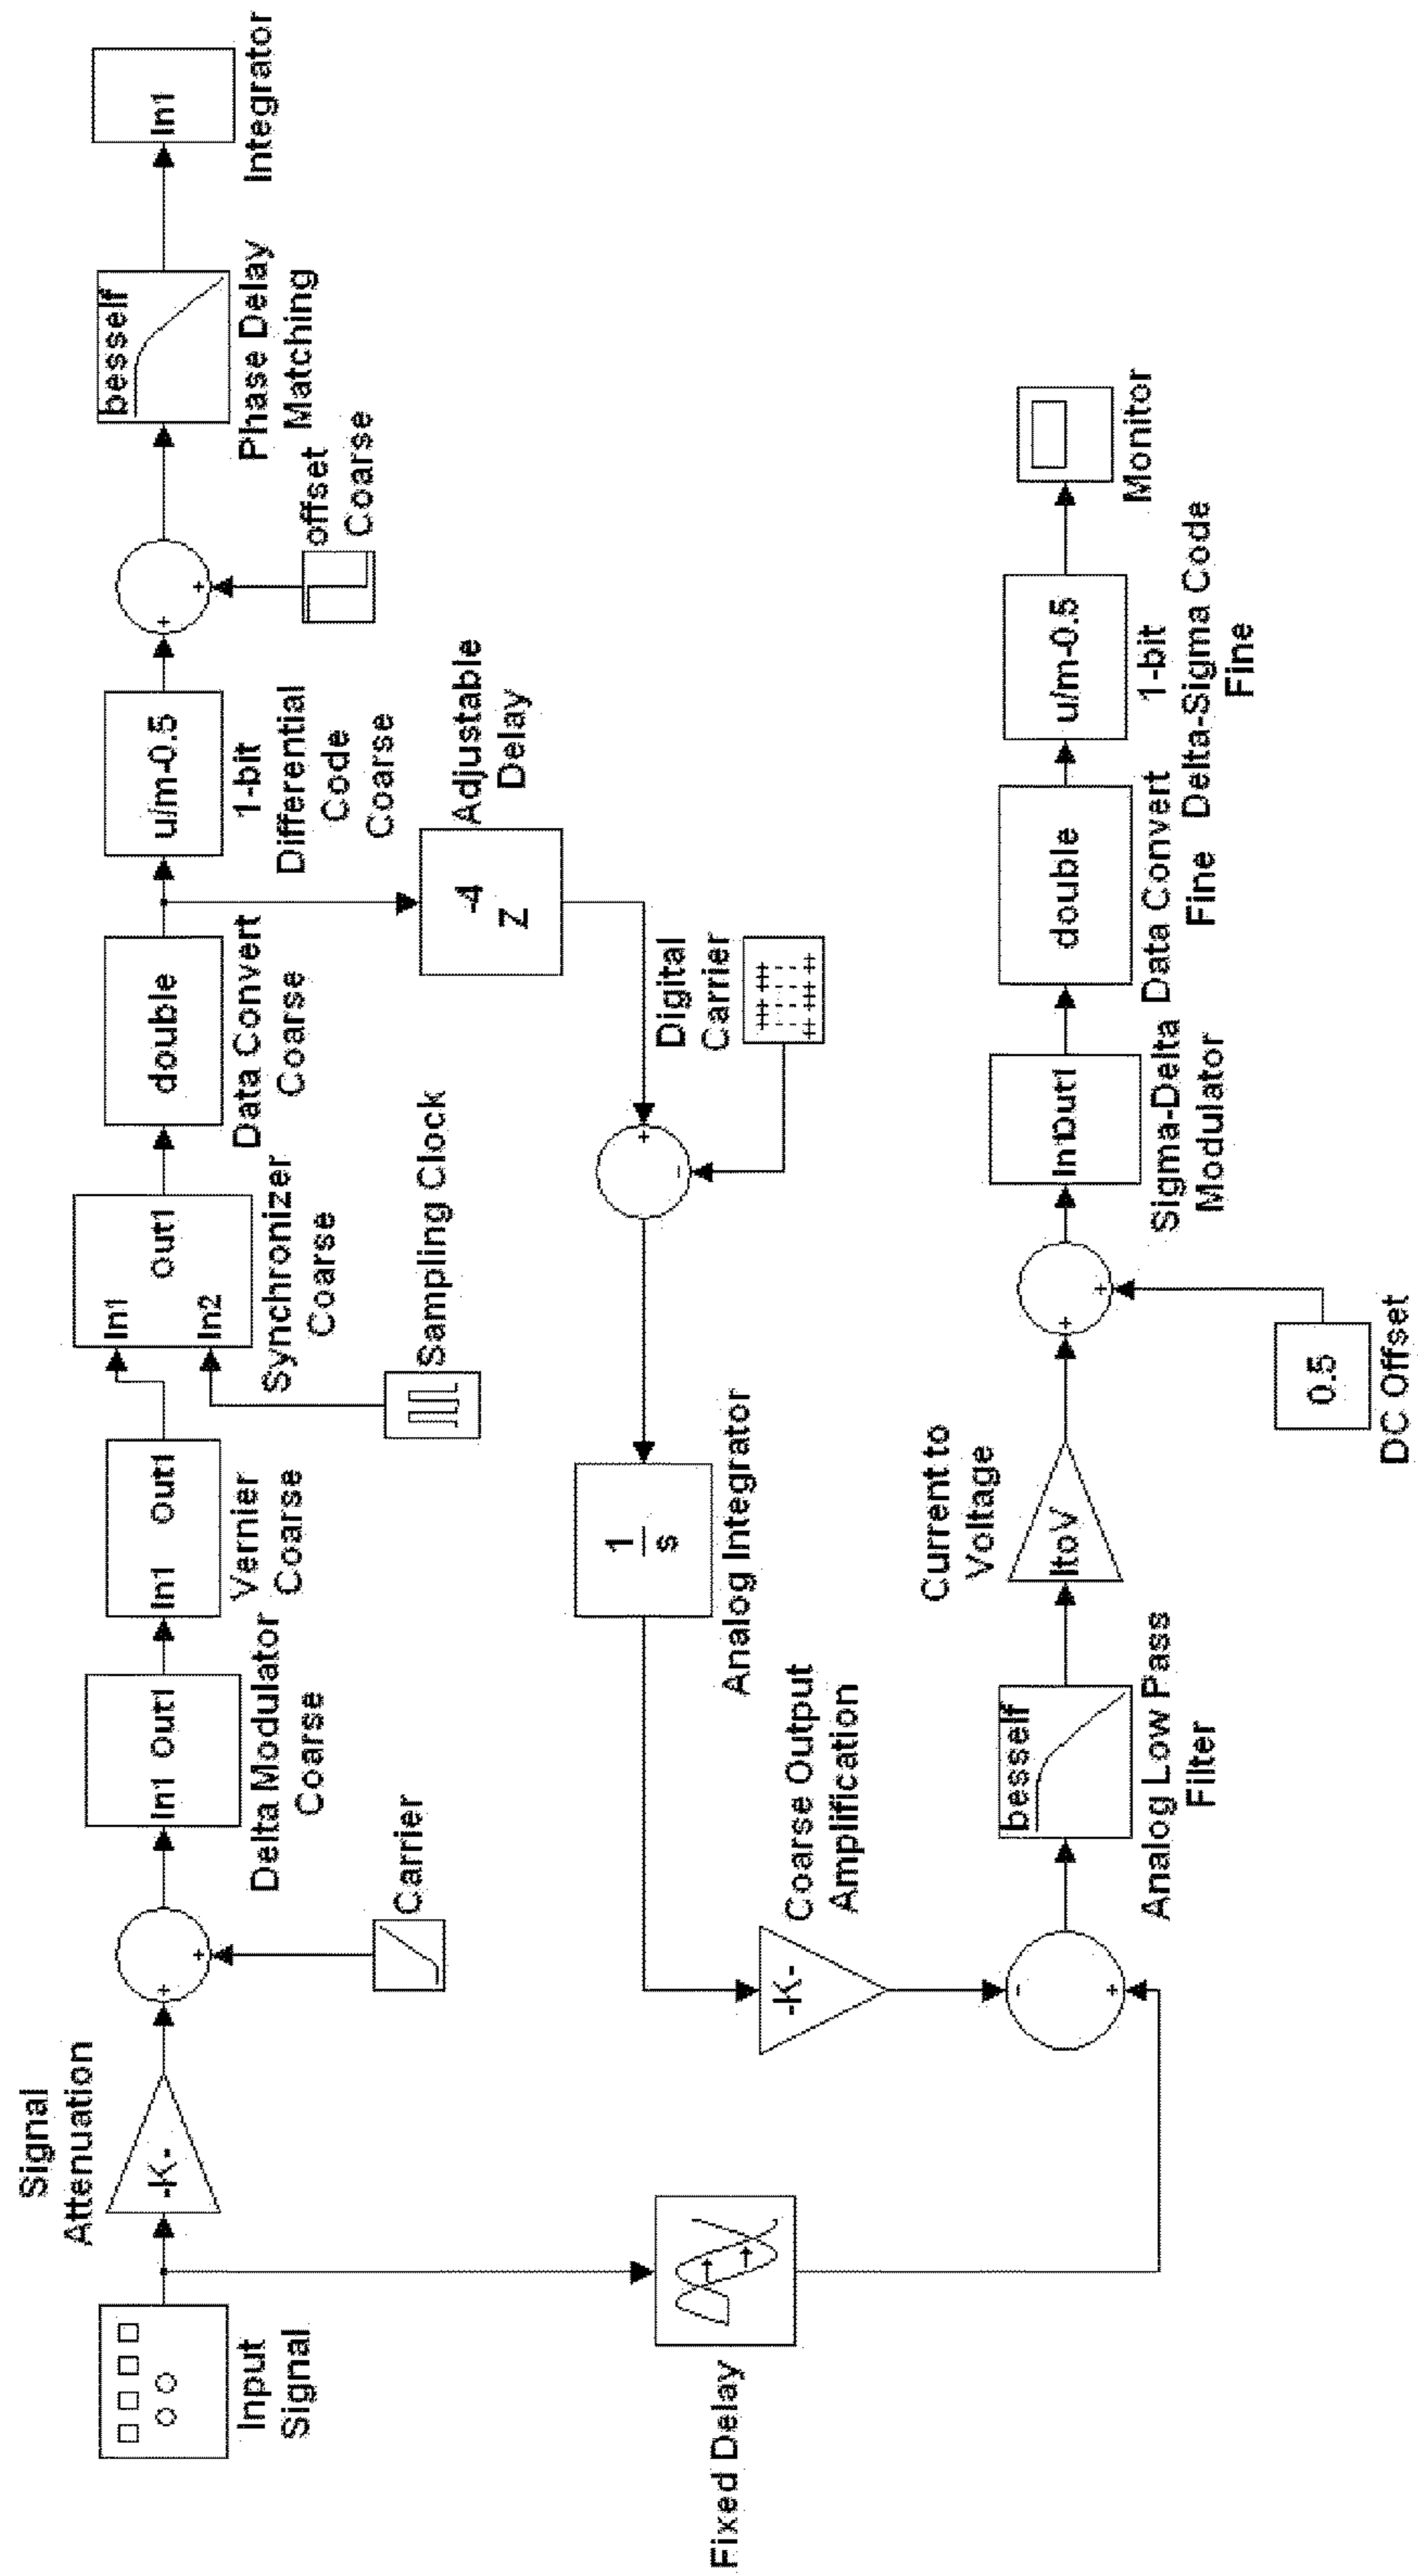 Input
Signal
Signal
Attenuation
-K-
Carrier
In1 Out1
Delta Modulator
Coarse
In1 Out1
Vernier
Coarse
In1
In2
Out1
Synchronizer
Coarse
Sampling Clock
double
Data Convert
Coarse
u/m-0.5
1-bit
Differential
Code
Coarse
offset
Coarse
besself
Phase Delay
Matching
In1
Integrator
-4
Z
Adjustable
Delay
Digital
Carrier
1
s
Analog Integrator
-K-
Coarse Output
Amplification
Fixed Delay
besself
Analog Low Pass
Filter
ItoV
Current to
Voltage
0.5
DC Offset
In1Out1
Sigma-Delta
Modulator
double
Data Convert
Fine
u/m-0.5
1-bit
Delta-Sigma Code
Fine
Monitor